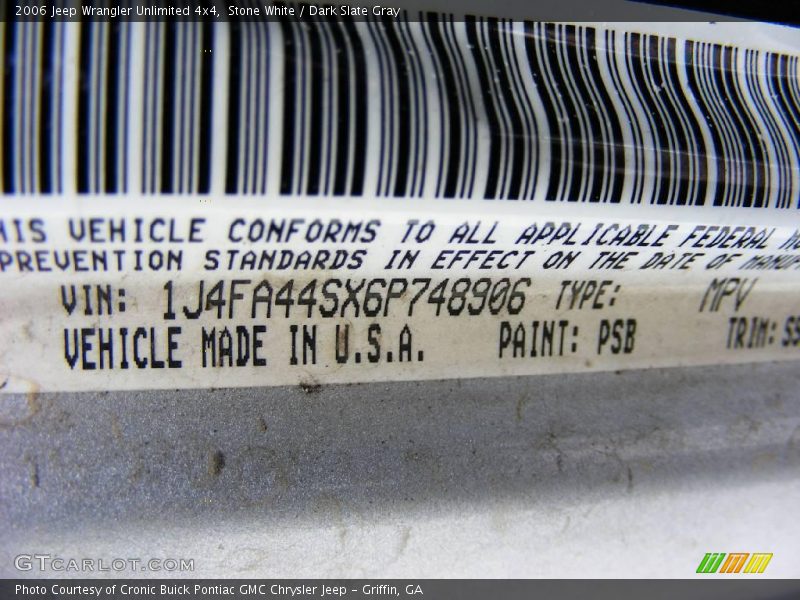 2006 Jeep Wrangler Unlimited 4x4, Stone White / Dark Slate Gray
VEHICLE CONFORMS TO ALL APPLICABLE FEDERAL
PREVENTION STANDARDS IN EFFECT ON THE DATE OF
VIN: 1J4FA44SX6P748906 TYPE: MPV
VEHICLE MADE IN U.S.A. PAINT: PSB TRIM:
GTCARLOT.COM
Photo Courtesy of Cronic Buick Pontiac GMC Chrysler Jeep - Griffin, GA